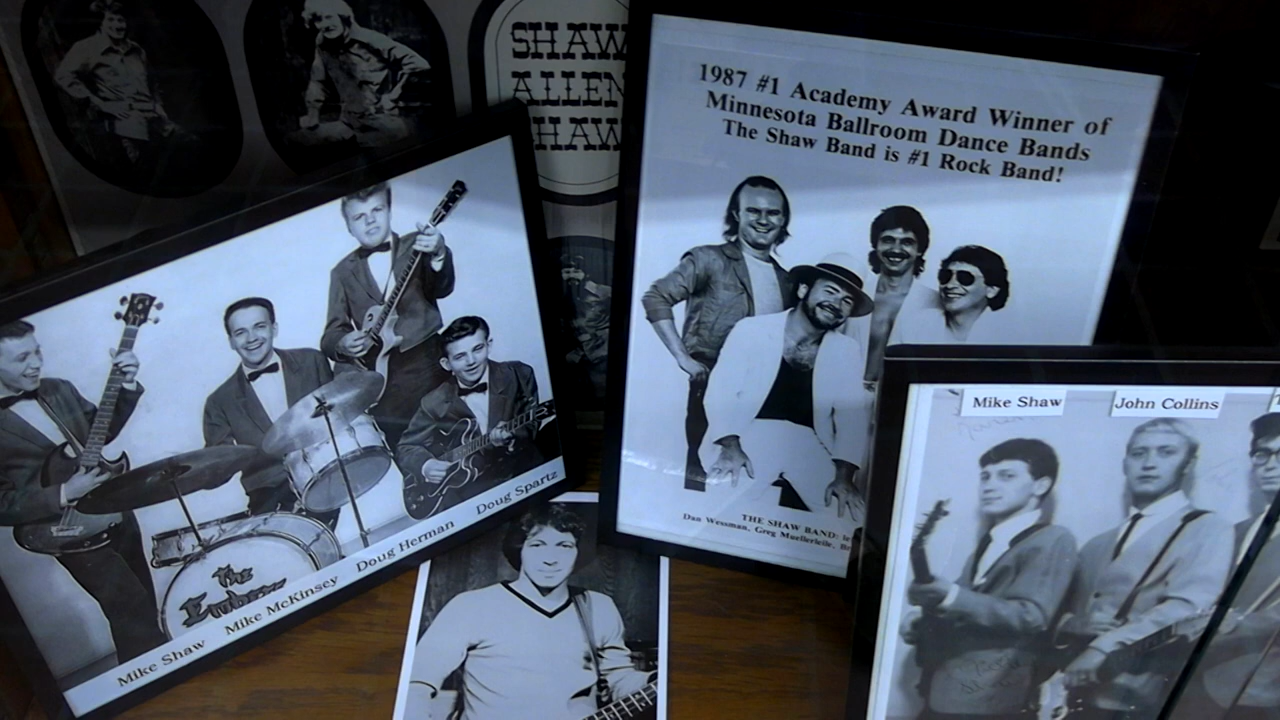 SHAW
ALLEN
SHAW
1987 #1 Academy Award Winner of
Minnesota Ballroom Dance Bands
The Shaw Band is #1 Rock Band!
THE SHAW BAND:
Dan Wessman, Greg Muellerleile,
The
Mike Shaw Mike McKinsey Doug Herman Doug Spartz
Mike Shaw
John Collins